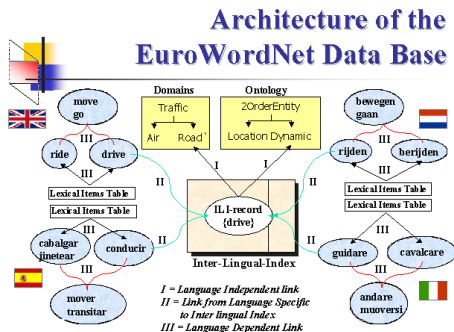 Architecture of the
EuroWordNet Data Base
Domains
Ontology
Traffic
Air Road`
2OrderEntity
Location Dynamic
move
go
III
ride
drive
III
Lexical Items Table
Lexical Items Table
III
cabalgar
jinetear
conducir
III
mover
transitar
II
II
I
I
ILI-record
{drive}
Inter-Lingual-Index
bewegen
gaan
III
rijden
berijden
III
Lexical Items Table
Lexical Items Table
III
guidare
cavalcare
III
andare
muoversi
II
II
I = Language Independent link
II = Link from Language Specific
to Inter lingual Index
III = Language Dependent Link